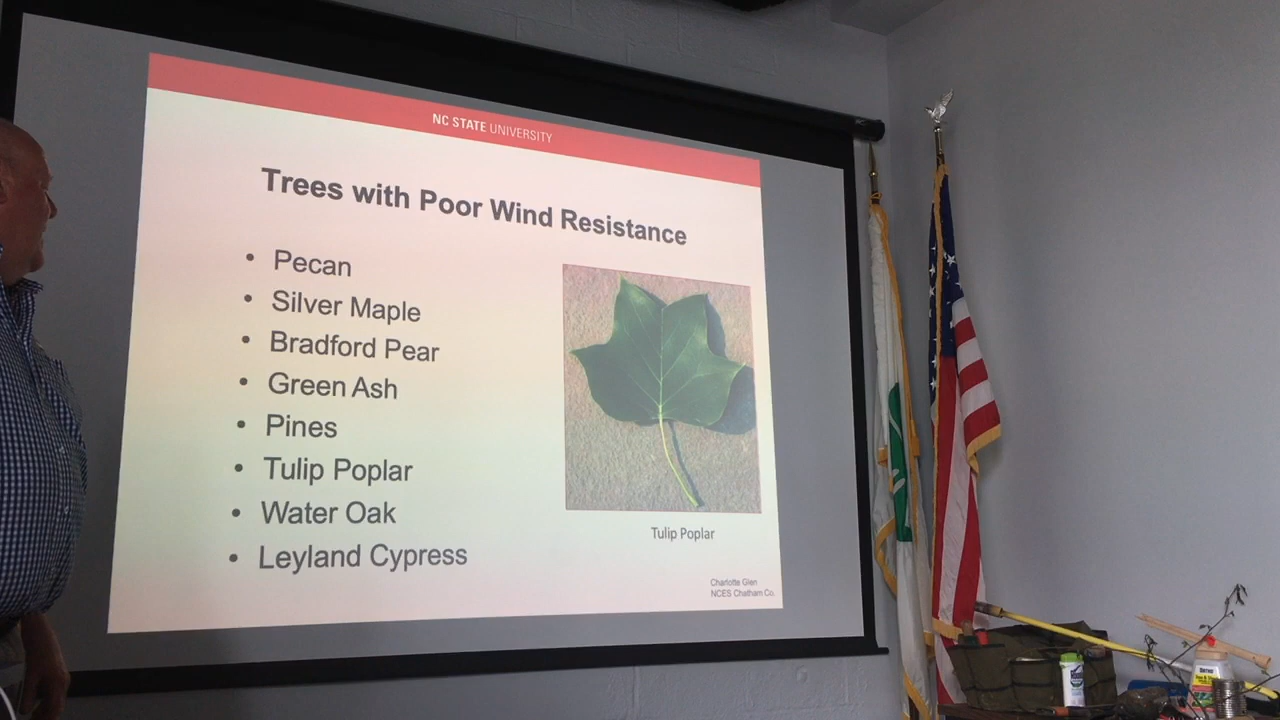 NC STATE UNIVERSITY
Trees with Poor Wind Resistance
• Pecan
• Silver Maple
• Bradford Pear
• Green Ash
• Pines
• Tulip Poplar
• Water Oak
• Leyland Cypress
Tulip Poplar
Charlotte Glen
NCES Chatham Co.